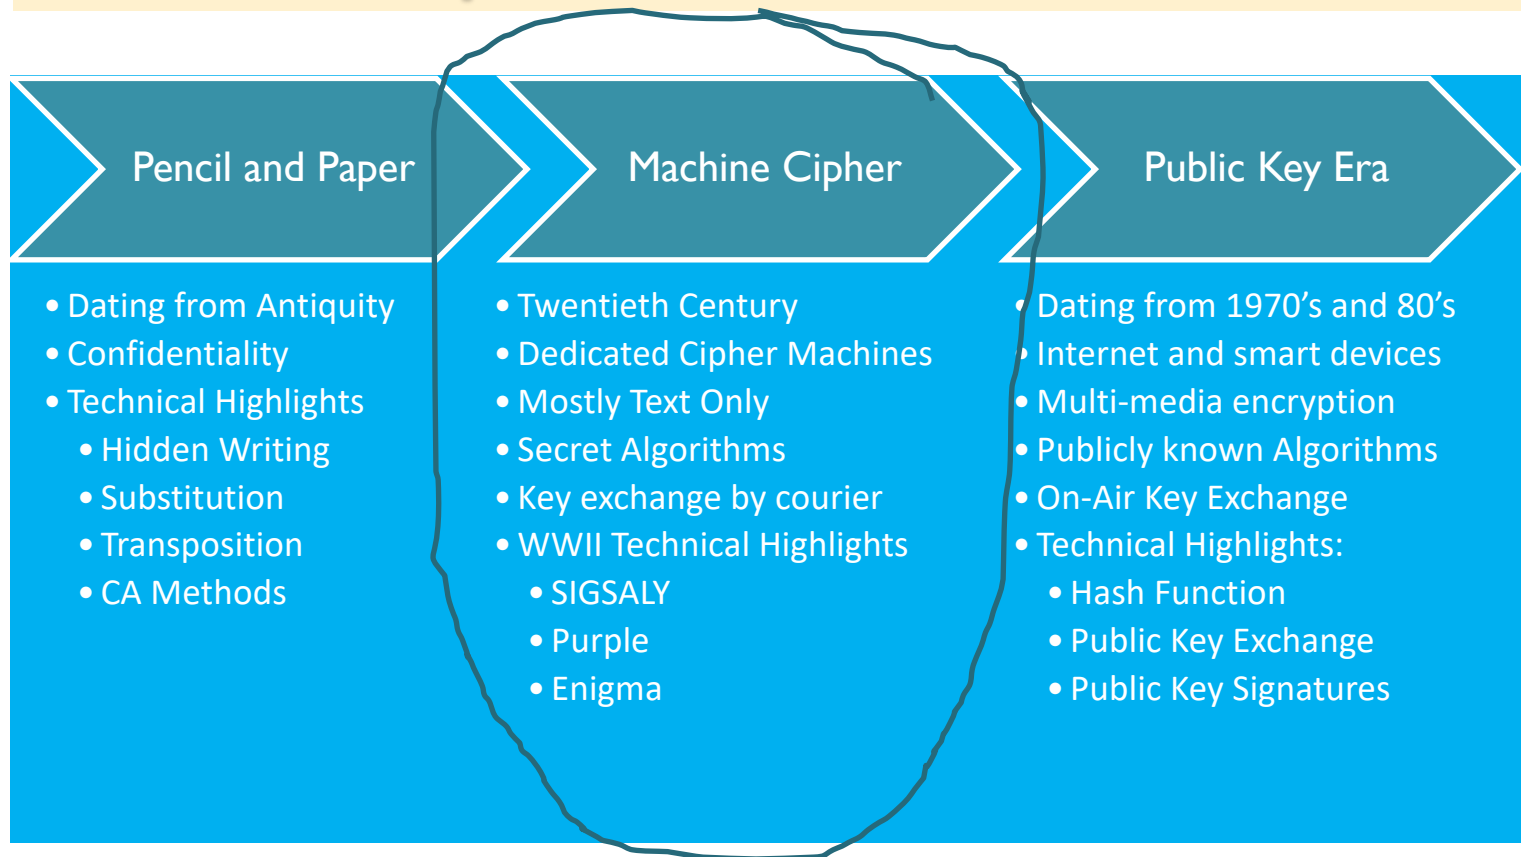 Pencil and Paper
• Dating from Antiquity
• Confidentiality
• Technical Highlights
• Hidden Writing
• Substitution
• Transposition
• CA Methods
Machine Cipher
• Twentieth Century
• Dedicated Cipher Machines
• Mostly Text Only
• Secret Algorithms
• Key exchange by courier
• WWII Technical Highlights
• SIGSALY
• Purple
• Enigma
Public Key Era
• Dating from 1970’s and 80’s
• Internet and smart devices
• Multi-media encryption
• Publicly known Algorithms
• On-Air Key Exchange
• Technical Highlights:
• Hash Function
• Public Key Exchange
• Public Key Signatures